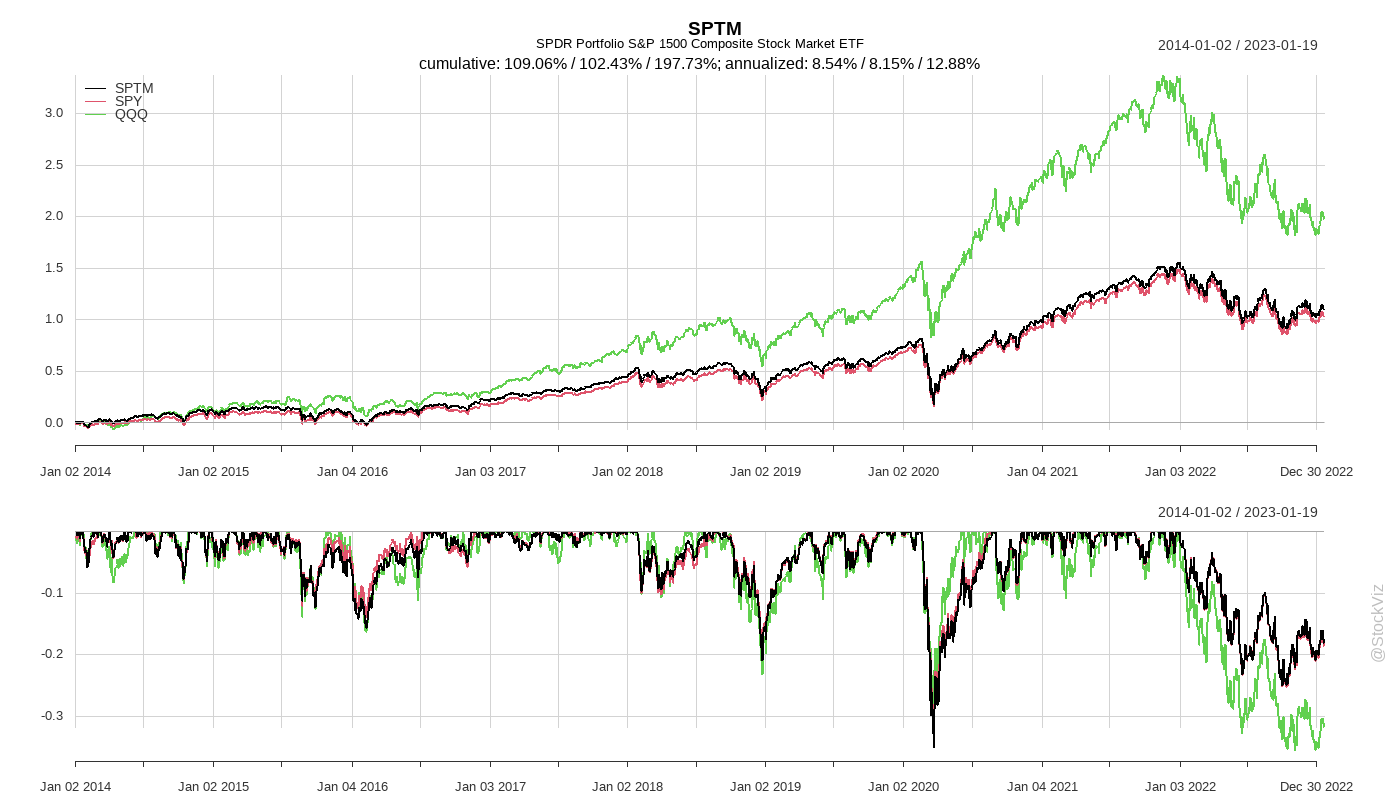 SPTM
SPDR Portfolio S&P 1500 Composite Stock Market ETF
2014-01-02 / 2023-01-19
cumulative: 109.06% / 102.43% / 197.73%; annualized: 8.54% / 8.15% / 12.88%
SPTM
SPY
QQQ
3.0
2.5
2.0
1.5
1.0
0.5
0.0
Jan 02 2014 Jan 02 2015 Jan 04 2016 Jan 03 2017 Jan 02 2018 Jan 02 2019 Jan 02 2020 Jan 04 2021 Jan 03 2022 Dec 30 2022
2014-01-02 / 2023-01-19
-0.1
-0.2
-0.3
Jan 02 2014 Jan 02 2015 Jan 04 2016 Jan 03 2017 Jan 02 2018 Jan 02 2019 Jan 02 2020 Jan 04 2021 Jan 03 2022 Dec 30 2022
@StockViz